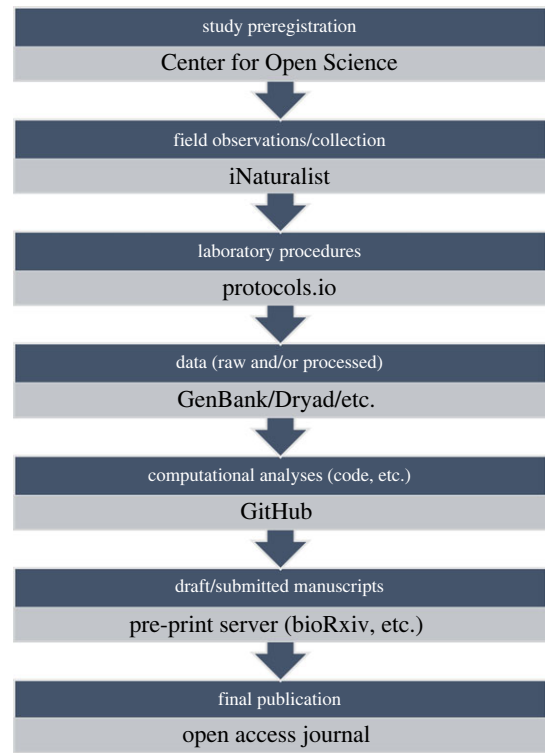 study preregistration
Center for Open Science
field observations/collection
iNaturalist
laboratory procedures
protocols.io
data (raw and/or processed)
GenBank/Dryad/etc.
computational analyses (code, etc.)
GitHub
draft/submitted manuscripts
pre-print server (bioRxiv, etc.)
final publication
open access journal